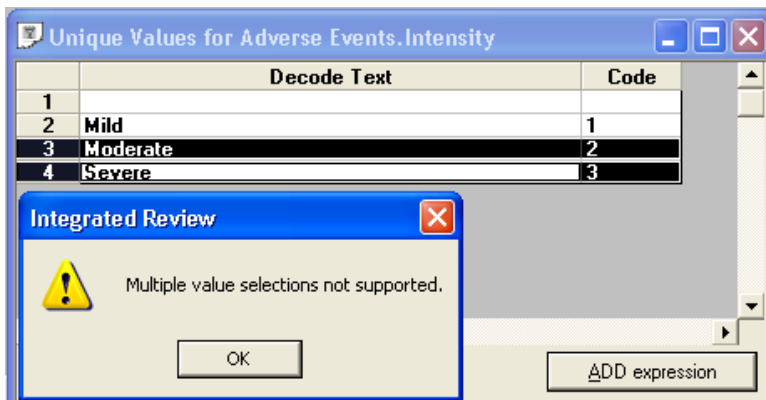 Unique Values for Adverse Events.Intensity
Decode Text Code
1
2 Mild 1
3 Moderate 2
4 Severe 3
Integrated Review
Multiple value selections not supported.
OK
ADD expression